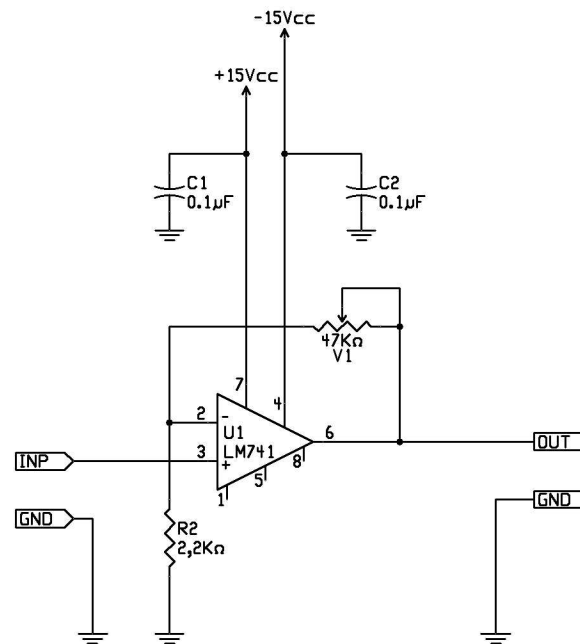 -15Vcc
+15Vcc
C1
0.1µF
C2
0.1µF
47KΩ
V1
7
4
2
-
U1
6
3
+
LM741
8
5
1
INP
OUT
GND
GND
R2
2,2KΩ